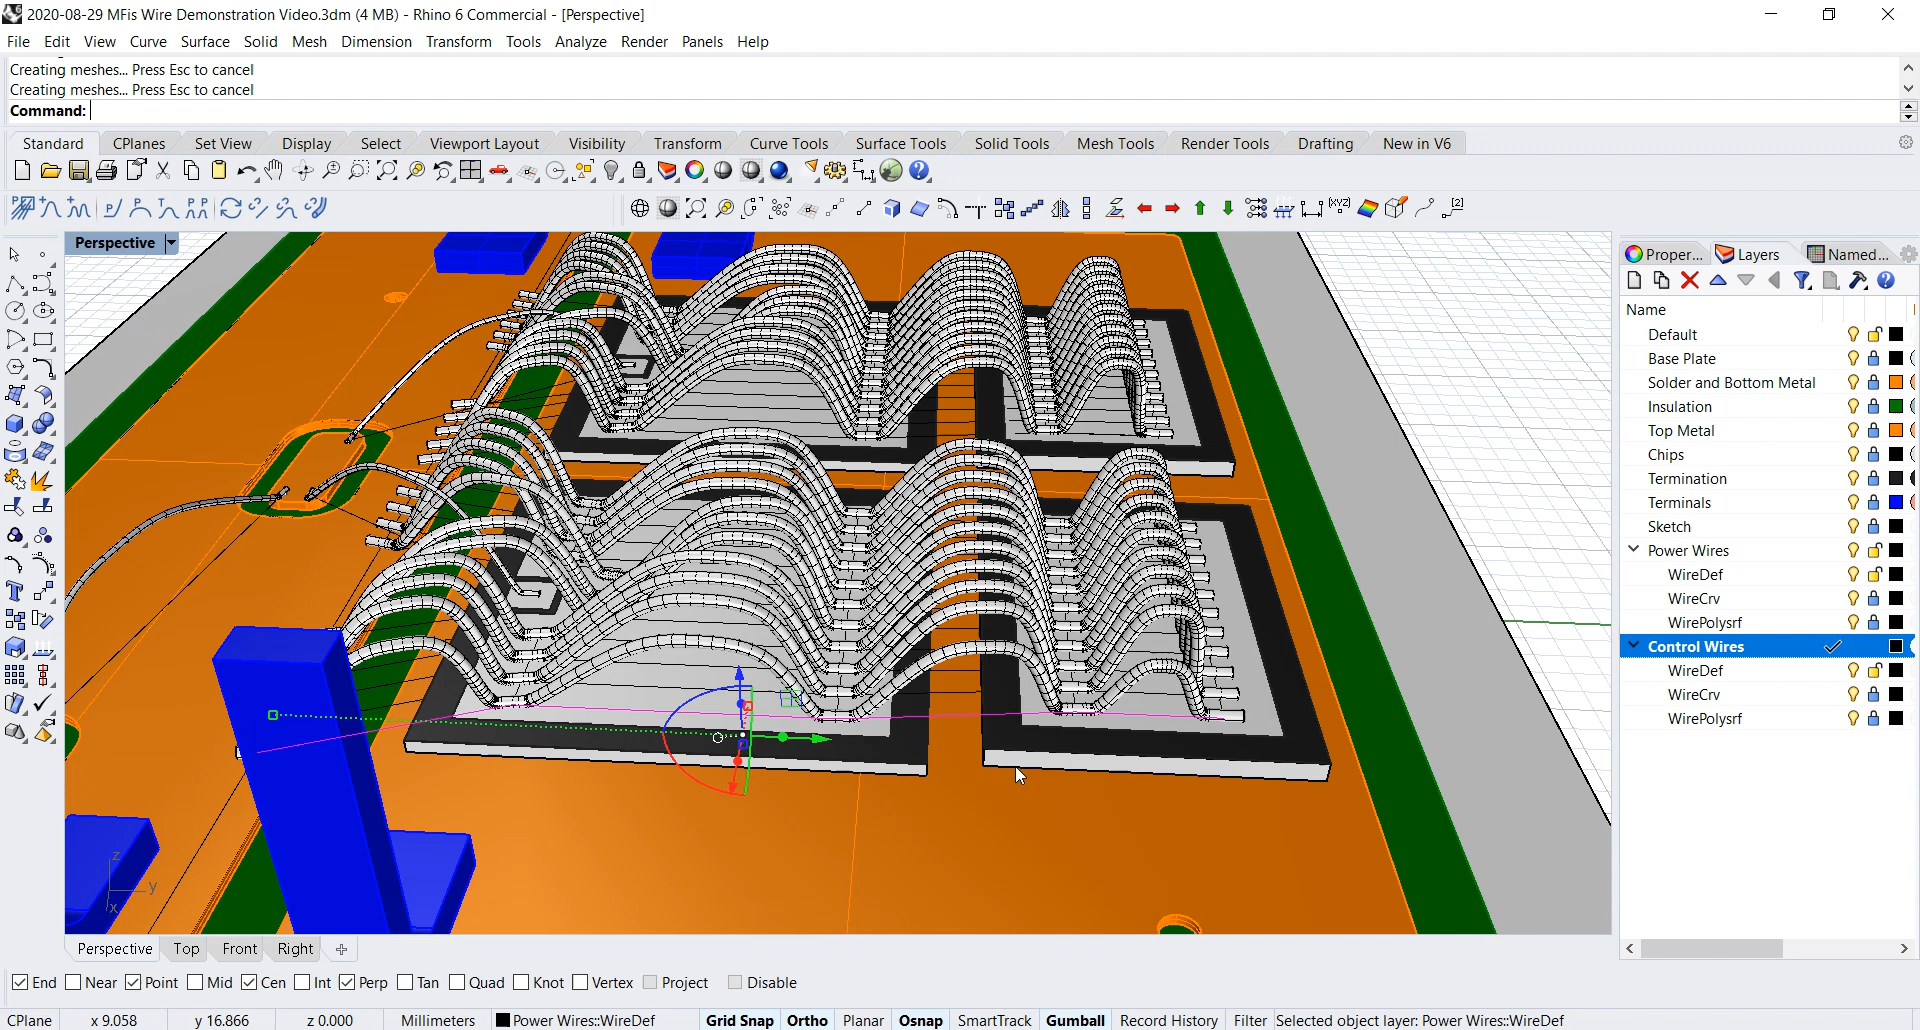 2020-08-29 MFis Wire Demonstration Video.3dm (4 MB) - Rhino 6 Commercial - [Perspective]
File Edit View Curve Surface Solid Mesh Dimension Transform Tools Analyze Render Panels Help
Creating meshes... Press Esc to cancel
Creating meshes... Press Esc to cancel
Command:
Standard CPlanes Set View Display Select Viewport Layout Visibility Transform Curve Tools Surface Tools Solid Tools Mesh Tools Render Tools Drafting New in V6
Perspective
Proper... Layers Named...
Name
Default
Base Plate
Solder and Bottom Metal
Insulation
Top Metal
Chips
Termination
Terminals
Sketch
Power Wires
WireDef
WireCrv
WirePolysrf
Control Wires
WireDef
WireCrv
WirePolysrf
z
y
x
Perspective Top Front Right
End Near Point Mid Cen Int Perp Tan Quad Knot Vertex Project Disable
CPlane x 9.058 y 16.866 z 0.000 Millimeters Power Wires::WireDef Grid Snap Ortho Planar Osnap SmartTrack Gumball Record History Filter Selected object layer: Power Wires::WireDef